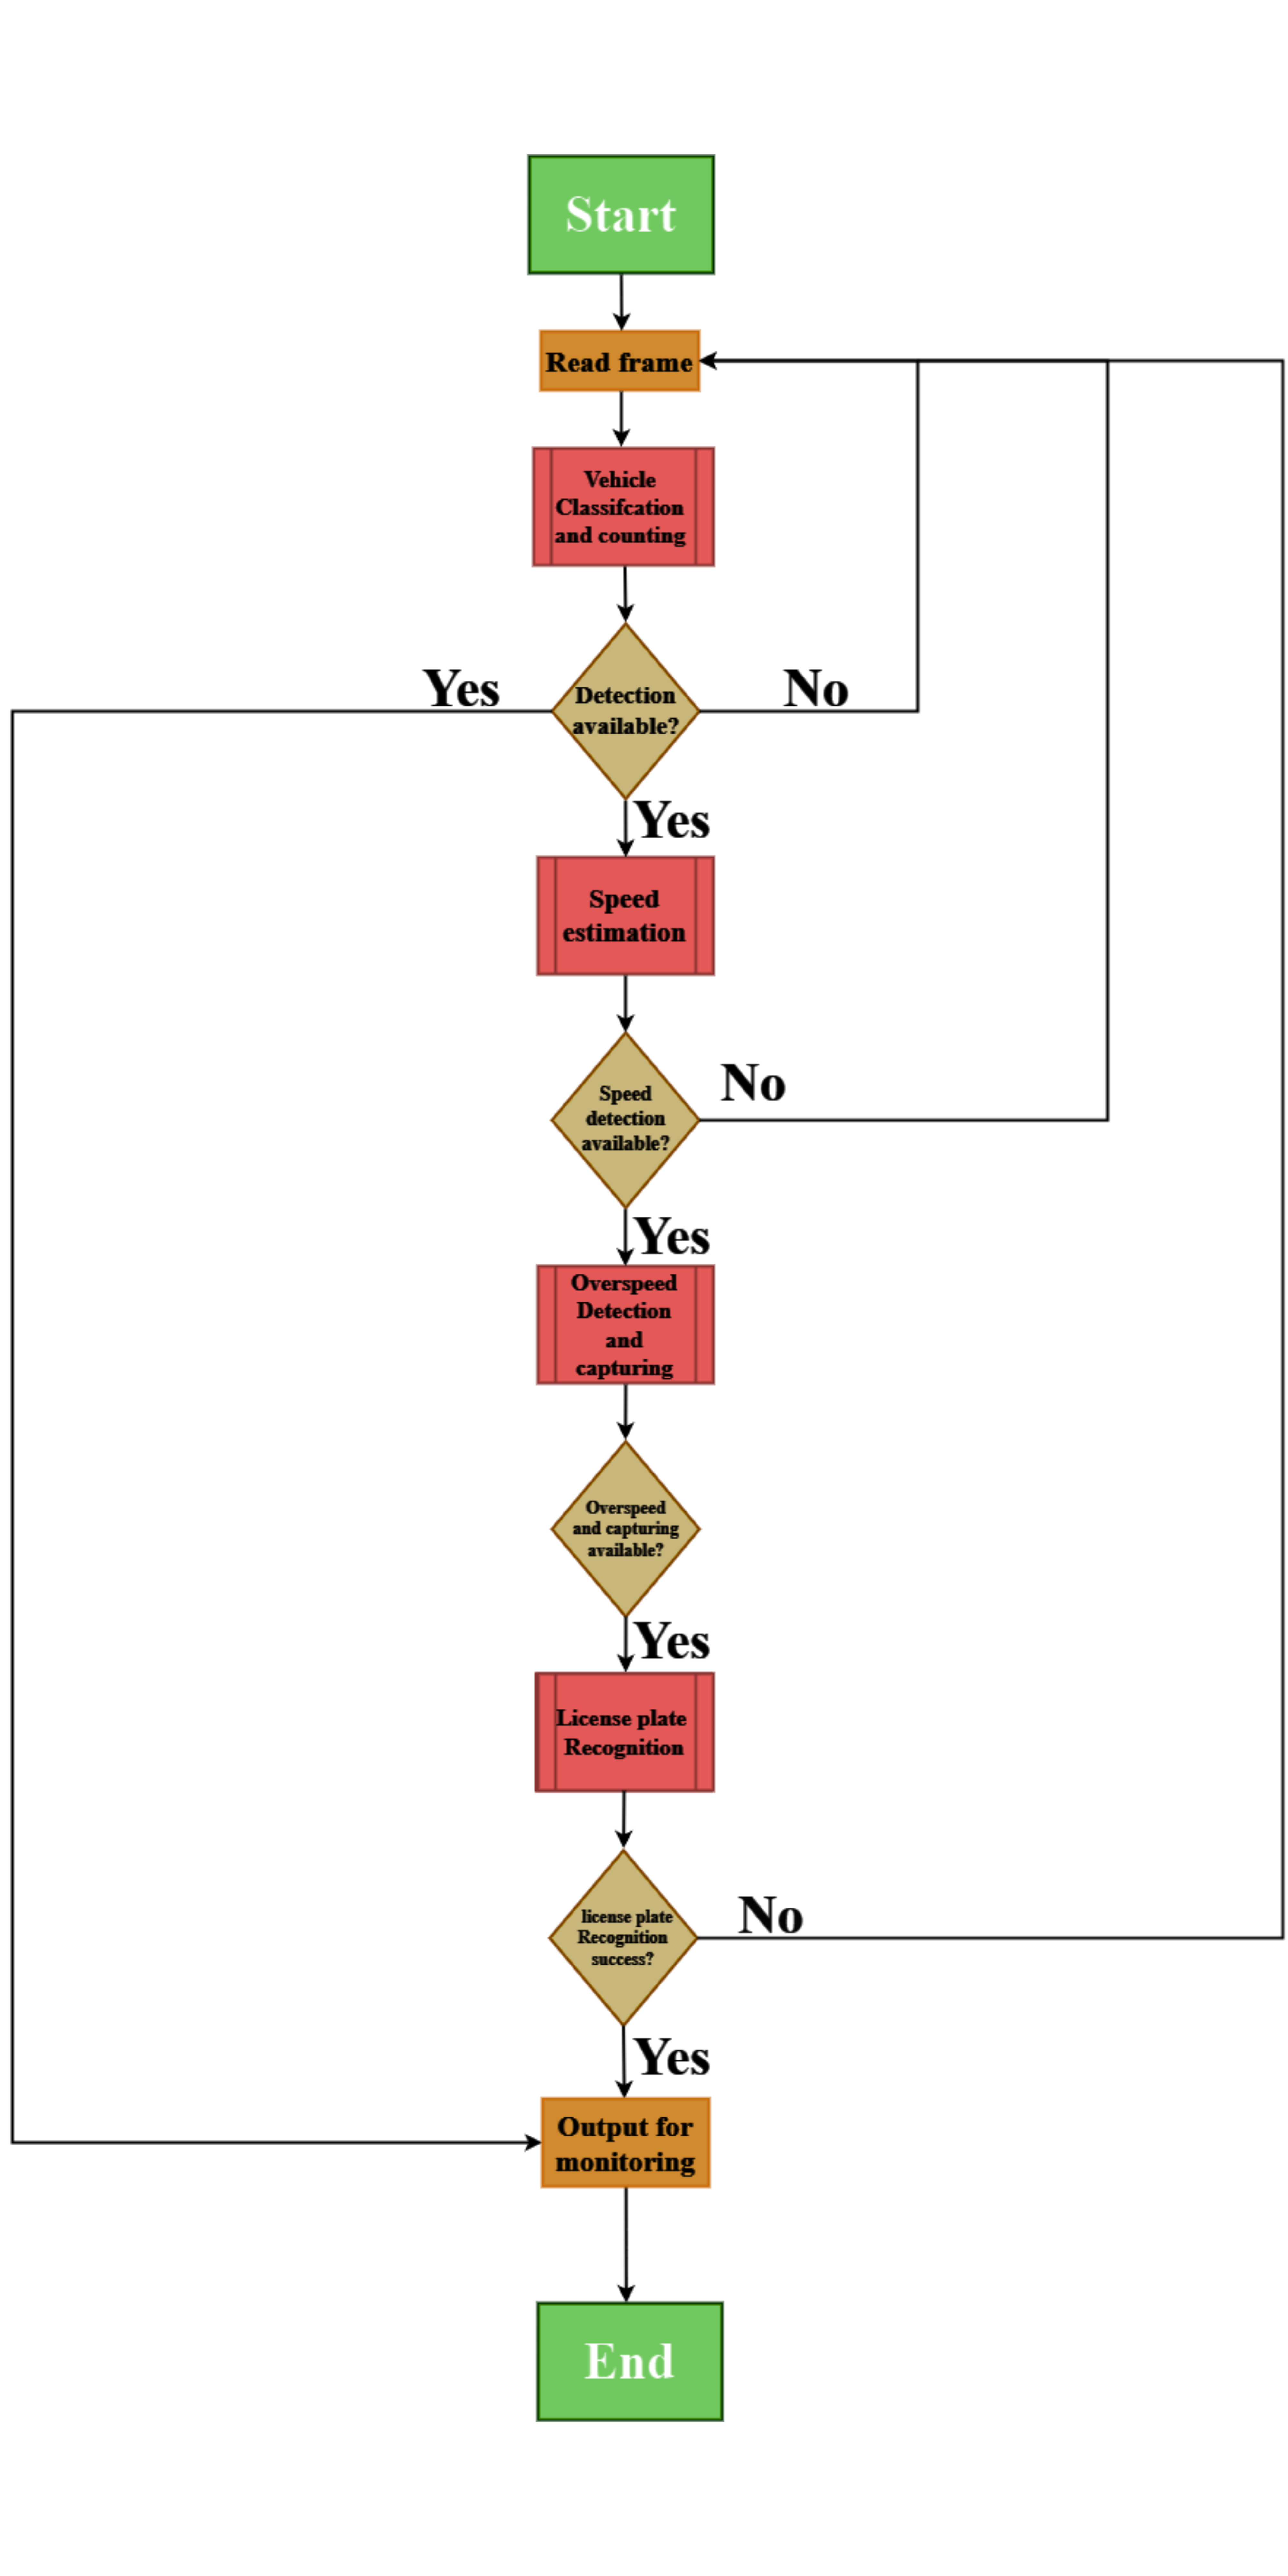 Start
Read frame
Vehicle
Classifcation
and counting
Yes
Detection
available?
No
Yes
Speed
estimation
Speed
detection
available?
No
Yes
Overspeed
Detection
and
capturing
Overspeed
and capturing
available?
Yes
License plate
Recognition
license plate
Recognition
success?
No
Yes
Output for
monitoring
End